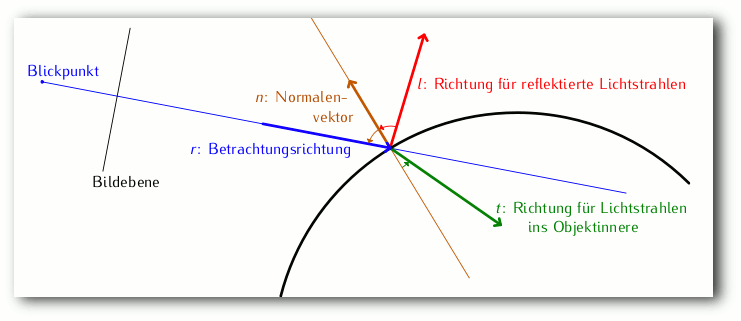 Blickpunkt
l: Richtung für reflektierte Lichtstrahlen
n: Normalen-
vektor
r: Betrachtungsrichtung
Bildebene
t: Richtung für Lichtstrahlen
ins Objektinnere